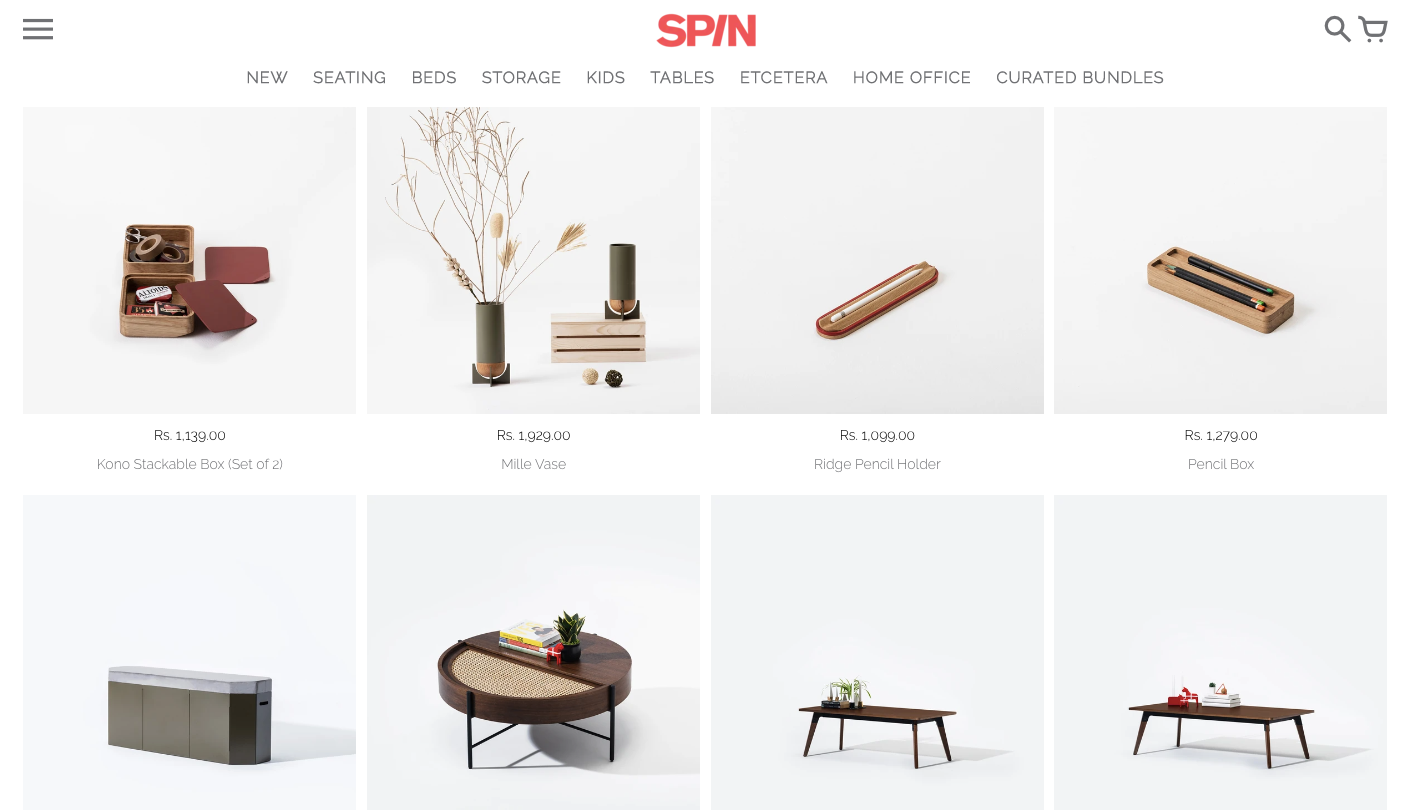 SPIN
NEW SEATING BEDS STORAGE KIDS TABLES ETCETERA HOME OFFICE CURATED BUNDLES
ALTOIDS
Rs. 1,139.00 Rs. 1,929.00 Rs. 1,099.00 Rs. 1,279.00
Kono Stackable Box (Set of 2) Mille Vase Ridge Pencil Holder Pencil Box